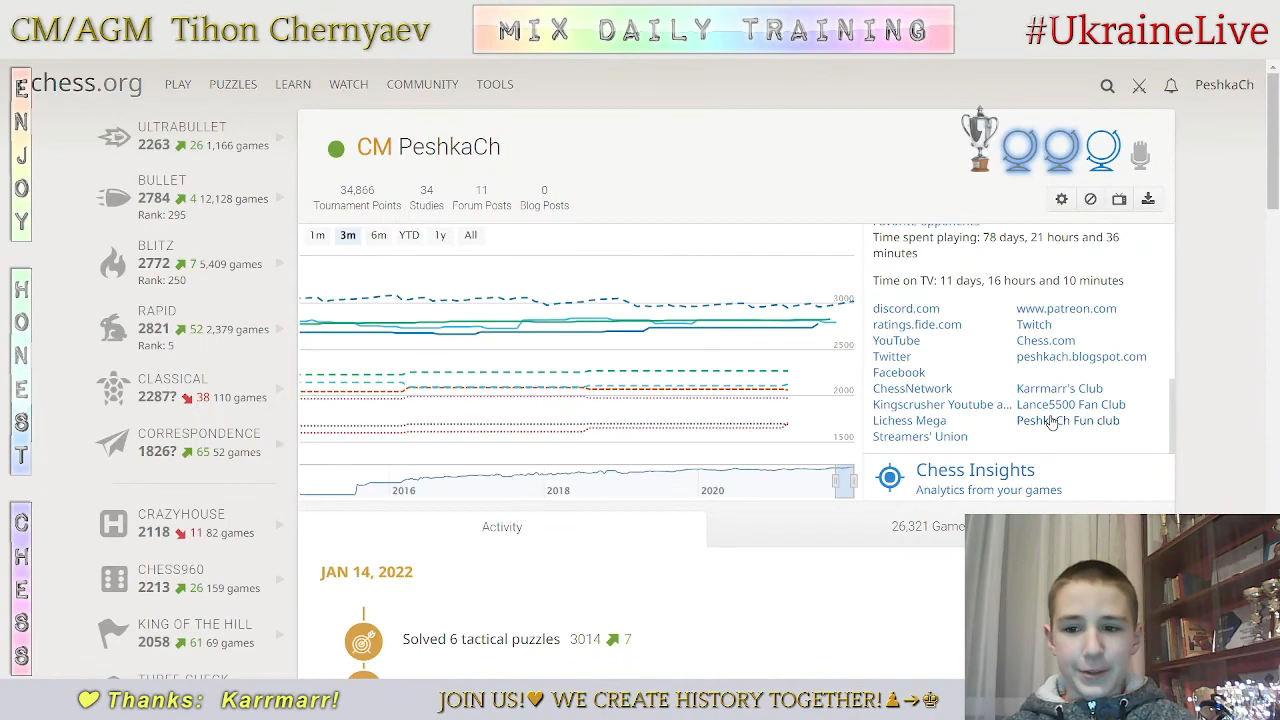 CM/AGM Tihon Chernyaev
MIX DAILY TRAINING
#UkraineLive
chess.org
PLAY
PUZZLES
LEARN
WATCH
COMMUNITY
TOOLS
PeshkaCh
ENJOY
HONEST
CHESS
ULTRABULLET
2263 26 1,166 games
BULLET
2784 4 12,128 games
Rank: 295
BLITZ
2772 7 5,409 games
Rank: 250
RAPID
2821 52 2,379 games
Rank: 5
CLASSICAL
2287? 38 110 games
CORRESPONDENCE
1826? 65 52 games
CRAZYHOUSE
2118 11 82 games
CHESS960
2213 26 159 games
KING OF THE HILL
2058 61 69 games
CM PeshkaCh
34,866
Tournament Points
34
Studies
11
Forum Posts
0
Blog Posts
1m
3m
6m
YTD
1y
All
3000
2500
2000
1500
2016
2018
2020
Time spent playing: 78 days, 21 hours and 36
minutes
Time on TV: 11 days, 16 hours and 10 minutes
discord.com
www.patreon.com
ratings.fide.com
Twitch
YouTube
Chess.com
Twitter
peshkach.blogspot.com
Facebook
ChessNetwork
Karrmarr's Club
Kingscrusher Youtube a...
Lance5500 Fan Club
Lichess Mega
PeshkaCh Fun club
Streamers' Union
Chess Insights
Analytics from your games
Activity
26,321 Game
JAN 14, 2022
Solved 6 tactical puzzles 3014 7
Thanks: Karrmarr!
JOIN US! WE CREATE HISTORY TOGETHER!